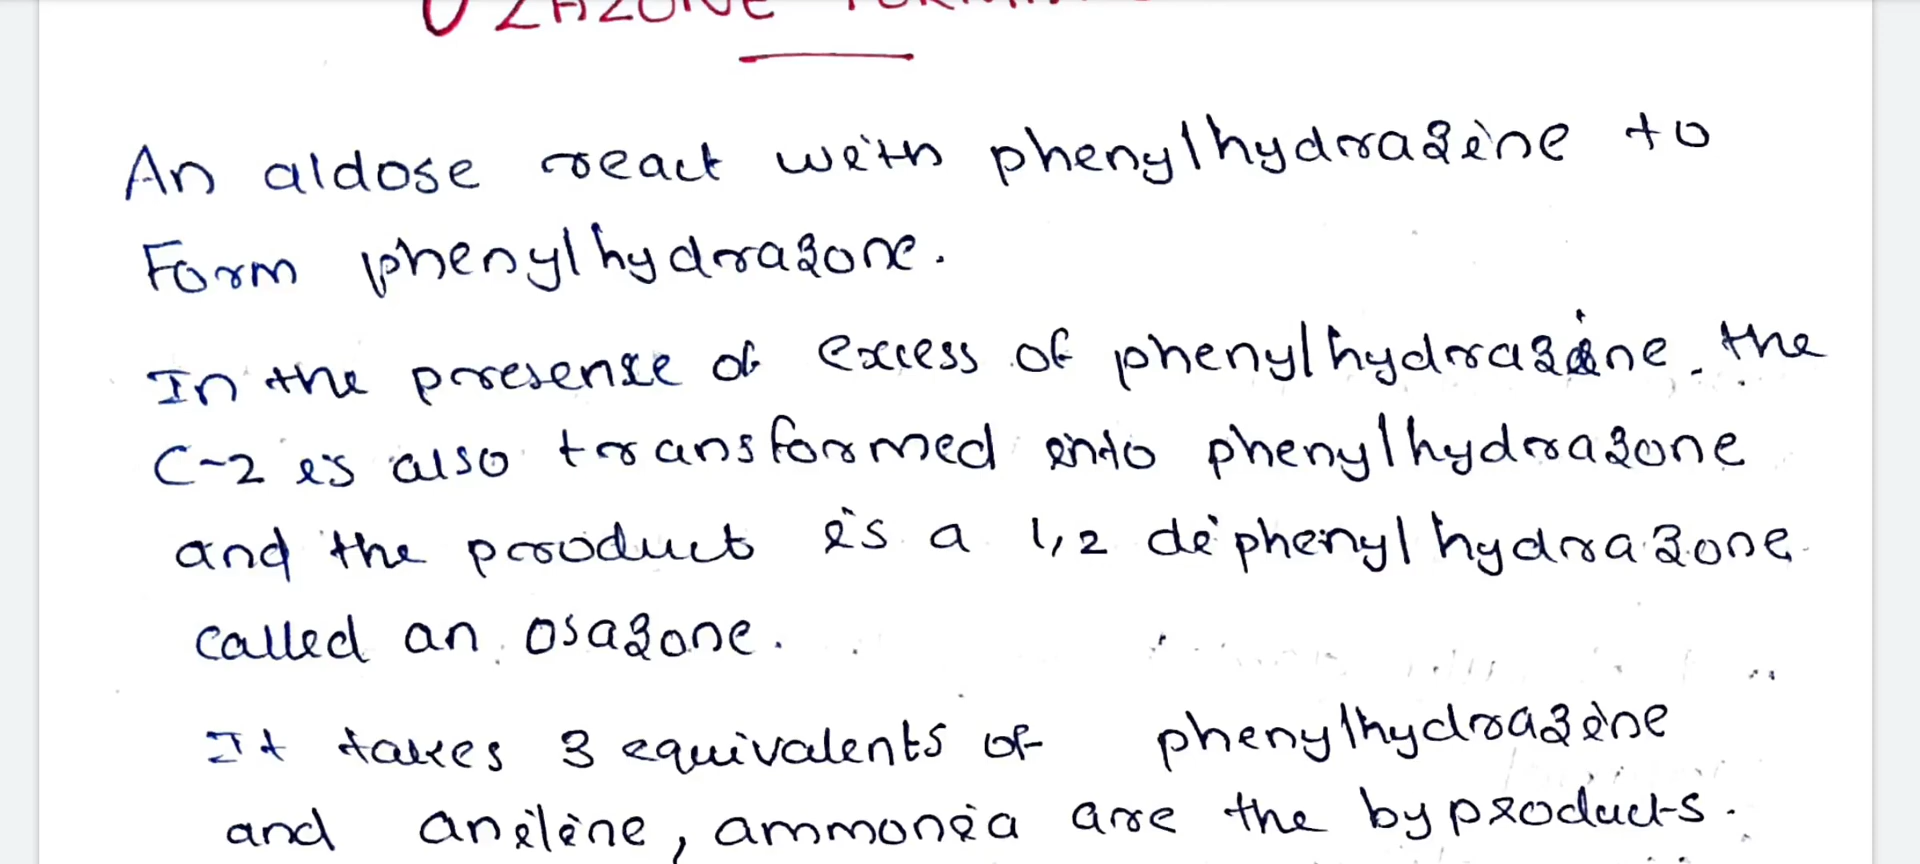 OZAZONE
An aldose react with phenylhydrazine to
Form phenylhydrazone.
In the presense of excess of phenylhydrazine, the
C-2 is also transformed into phenylhydrazone
and the product is a 1,2 diphenyl hydrazone
called an osazone.
It takes 3 equivalents of phenylhydrazine
and aniline, ammonia are the byproducts.